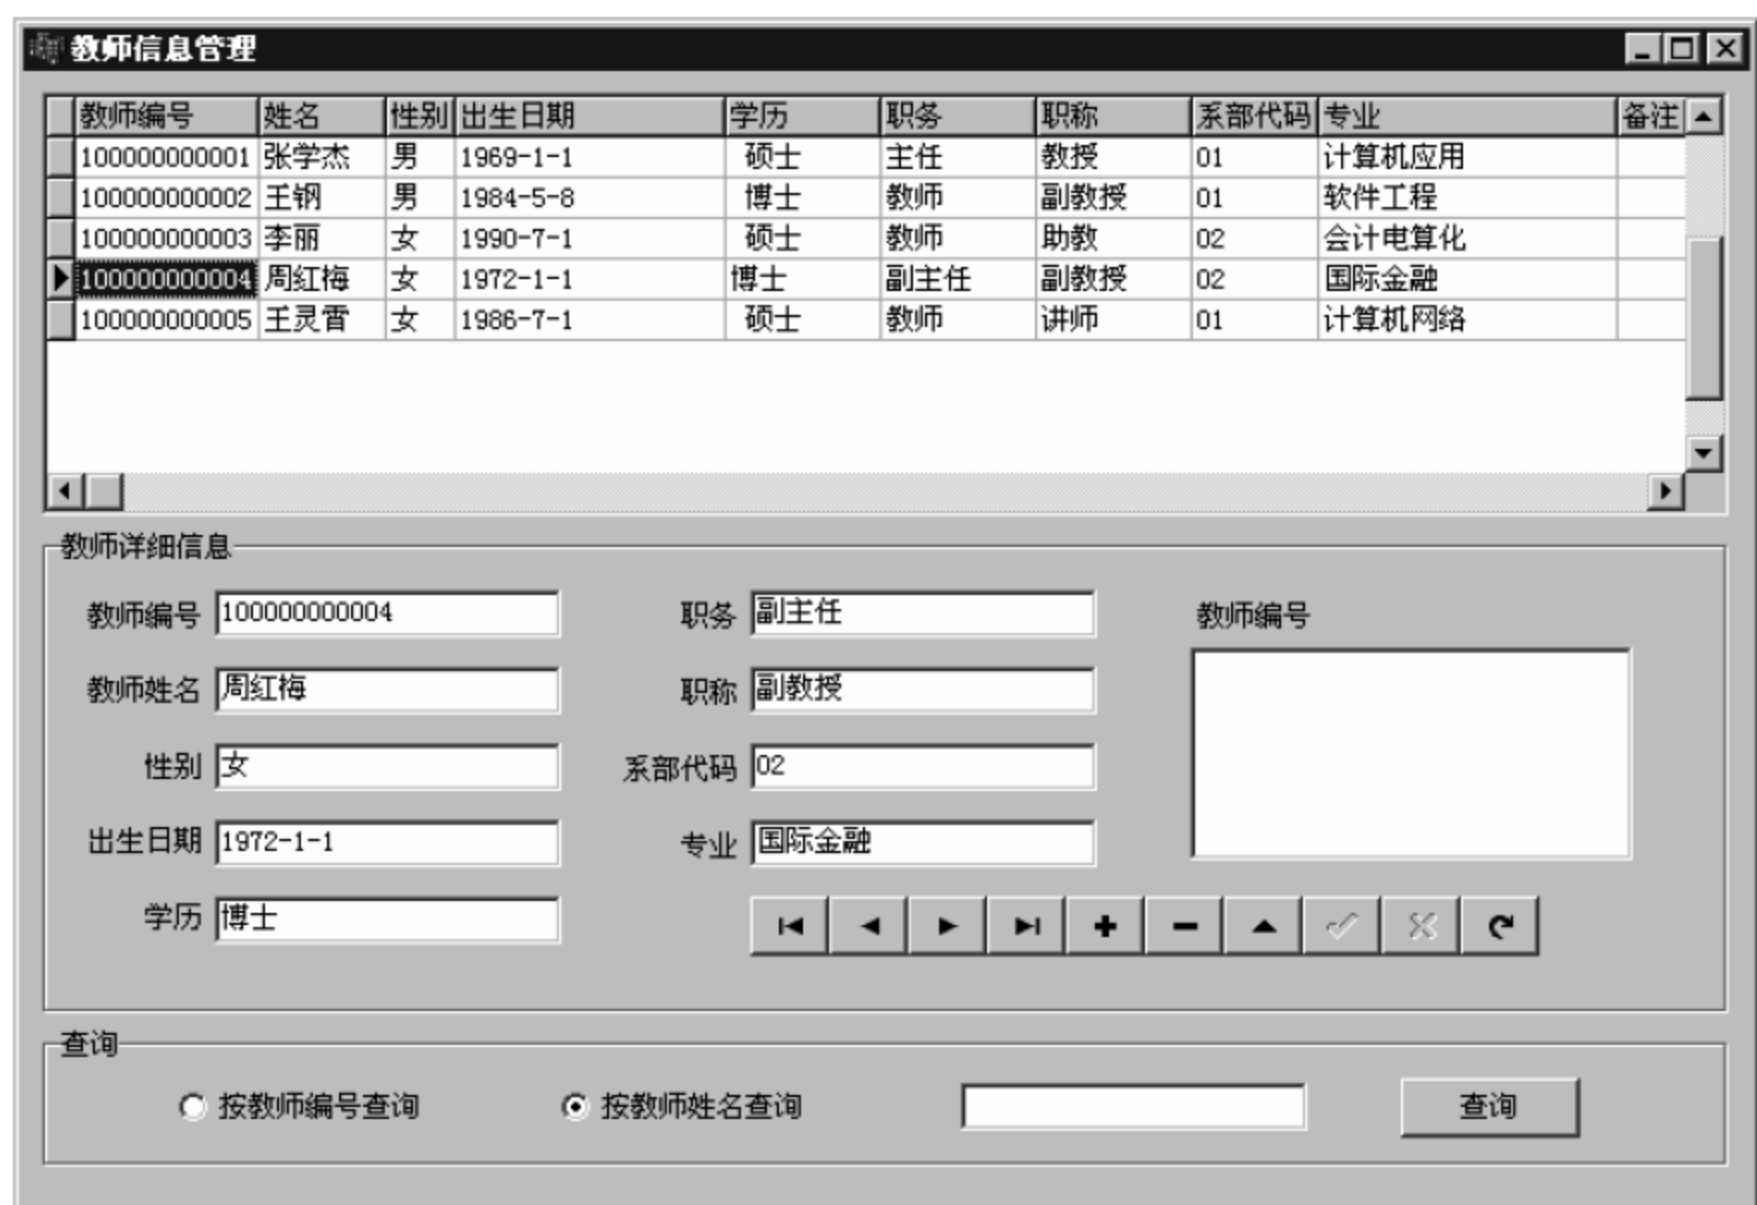 教师信息管理
教师编号 姓名 性别 出生日期 学历 职务 职称 系部代码 专业 备注
100000000001 张学杰 男 1969-1-1 硕士 主任 教授 01 计算机应用
100000000002 王钢 男 1984-5-8 博士 教师 副教授 01 软件工程
100000000003 李丽 女 1990-7-1 硕士 教师 助教 02 会计电算化
100000000004 周红梅 女 1972-1-1 博士 副主任 副教授 02 国际金融
100000000005 王灵霄 女 1986-7-1 硕士 教师 讲师 01 计算机网络
教师详细信息
教师编号 100000000004 职务 副主任 教师编号
教师姓名 周红梅 职称 副教授
性别 女 系部代码 02
出生日期 1972-1-1 专业 国际金融
学历 博士
查询
按教师编号查询 按教师姓名查询 查询